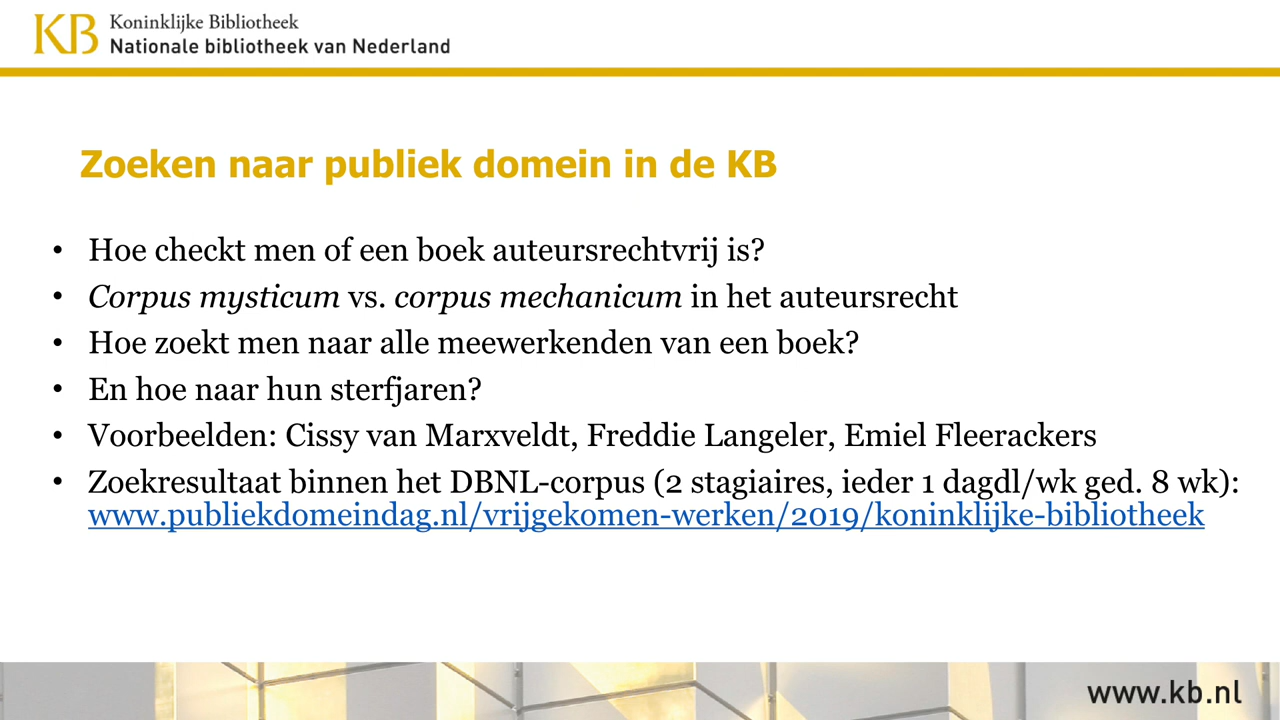 KB Koninklijke Bibliotheek
Nationale bibliotheek van Nederland
Zoeken naar publiek domein in de KB
• Hoe checkt men of een boek auteursrechtvrij is?
• Corpus mysticum vs. corpus mechanicum in het auteursrecht
• Hoe zoekt men naar alle meewerkenden van een boek?
• En hoe naar hun sterfjaren?
• Voorbeelden: Cissy van Marxveldt, Freddie Langeler, Emiel Fleerackers
• Zoekresultaat binnen het DBNL-corpus (2 stagiaires, ieder 1 dagdl/wk ged. 8 wk):
www.publiekdomeindag.nl/vrijgekomen-werken/2019/koninklijke-bibliotheek
www.kb.nl